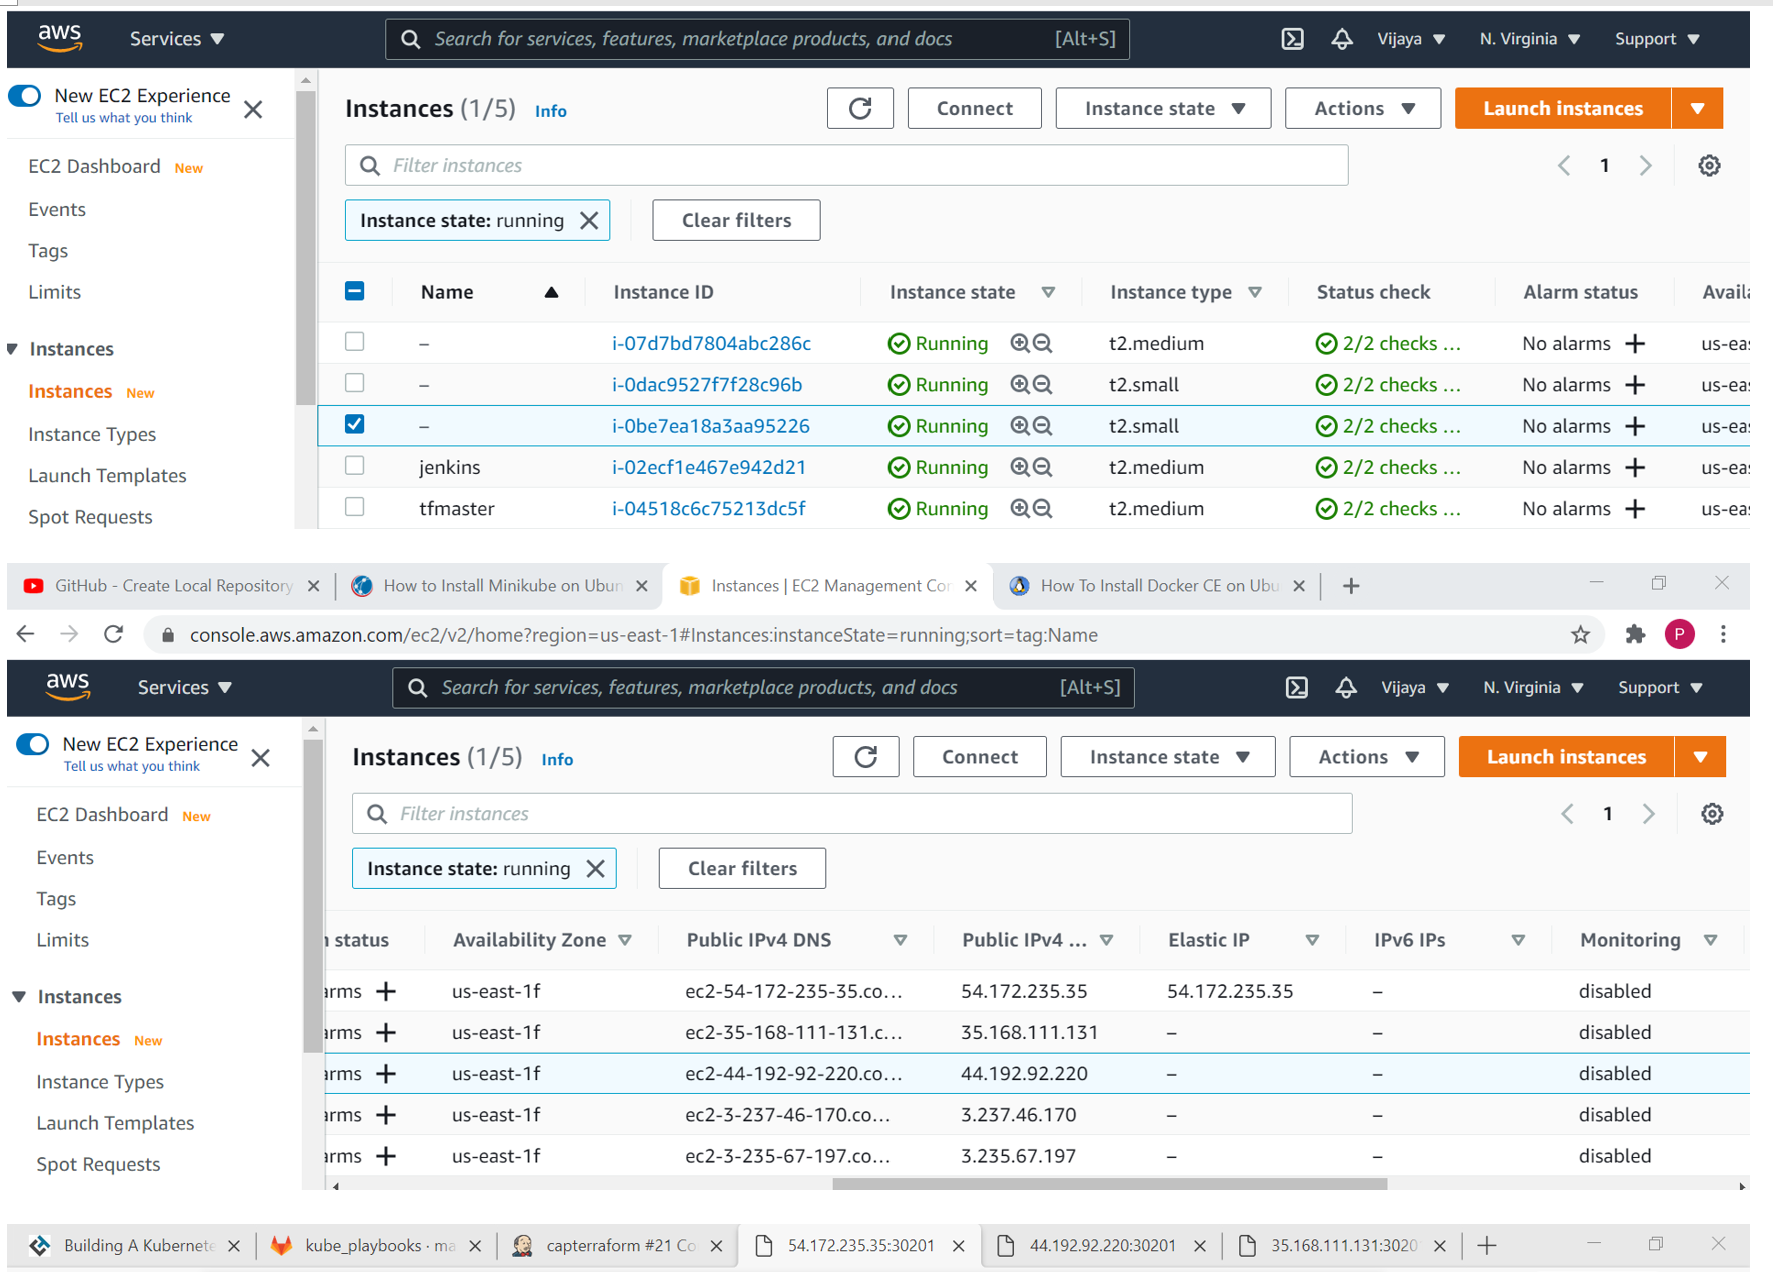 aws Services ▼ Search for services, features, marketplace products, and docs [Alt+S] Vijaya ▼ N. Virginia ▼ Support ▼
New EC2 Experience
Tell us what you think
Instances (1/5) Info Connect Instance state ▼ Actions ▼ Launch instances ▼
EC2 Dashboard New
Filter instances 1
Events
Instance state: running Clear filters
Tags
Limits
Name ▲ Instance ID Instance state Instance type Status check Alarm status Availa
– i-07d7bd7804abc286c Running t2.medium 2/2 checks ... No alarms + us-eas
Instances
– i-0dac9527f7f28c96b Running t2.small 2/2 checks ... No alarms + us-eas
Instances New
– i-0be7ea18a3aa95226 Running t2.small 2/2 checks ... No alarms + us-eas
Instance Types
jenkins i-02ecf1e467e942d21 Running t2.medium 2/2 checks ... No alarms + us-eas
Launch Templates
tfmaster i-04518c6c75213dc5f Running t2.medium 2/2 checks ... No alarms + us-eas
Spot Requests
GitHub - Create Local Repository How to Install Minikube on Ubun Instances | EC2 Management Con How To Install Docker CE on Ubu
console.aws.amazon.com/ec2/v2/home?region=us-east-1#Instances:instanceState=running;sort=tag:Name P
aws Services ▼ Search for services, features, marketplace products, and docs [Alt+S] Vijaya ▼ N. Virginia ▼ Support ▼
New EC2 Experience
Tell us what you think
Instances (1/5) Info Connect Instance state ▼ Actions ▼ Launch instances ▼
EC2 Dashboard New
Filter instances 1
Events
Instance state: running Clear filters
Tags
Limits
n status Availability Zone Public IPv4 DNS Public IPv4 ... Elastic IP IPv6 IPs Monitoring
arms + us-east-1f ec2-54-172-235-35.co... 54.172.235.35 54.172.235.35 – disabled
Instances
arms + us-east-1f ec2-35-168-111-131.c... 35.168.111.131 – – disabled
Instances New
arms + us-east-1f ec2-44-192-92-220.co... 44.192.92.220 – – disabled
Instance Types
arms + us-east-1f ec2-3-237-46-170.co... 3.237.46.170 – – disabled
Launch Templates
arms + us-east-1f ec2-3-235-67-197.co... 3.235.67.197 – – disabled
Spot Requests
Building A Kubernete kube_playbooks · ma capterraform #21 Co 54.172.235.35:30201 44.192.92.220:30201 35.168.111.131:3020